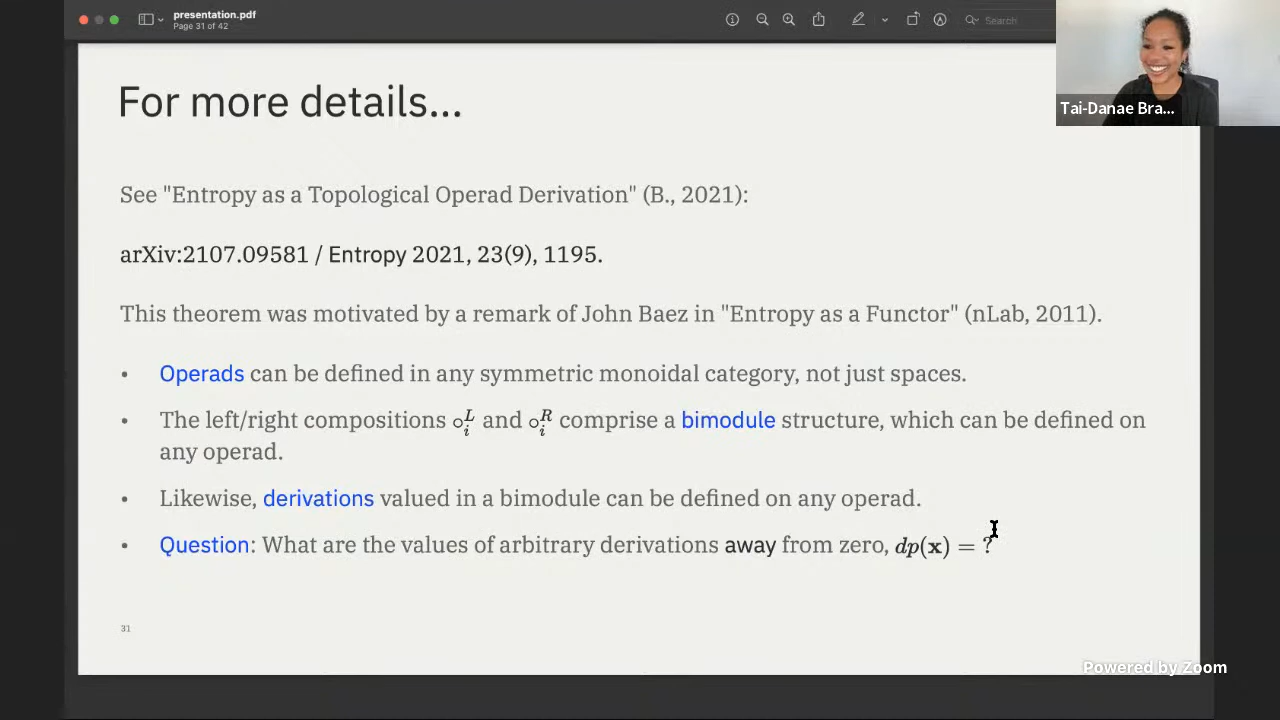 presentation.pdf
Page 31 of 42
Search
Tai-Danae Bra...
For more details...
See "Entropy as a Topological Operad Derivation" (B., 2021):
arXiv:2107.09581 / Entropy 2021, 23(9), 1195.
This theorem was motivated by a remark of John Baez in "Entropy as a Functor" (nLab, 2011).
• Operads can be defined in any symmetric monoidal category, not just spaces.
• The left/right compositions ∘ᵢᴸ and ∘ᵢᴿ comprise a bimodule structure, which can be defined on
any operad.
• Likewise, derivations valued in a bimodule can be defined on any operad.
• Question: What are the values of arbitrary derivations away from zero, dp(x) = ?
31
Powered by Zoom